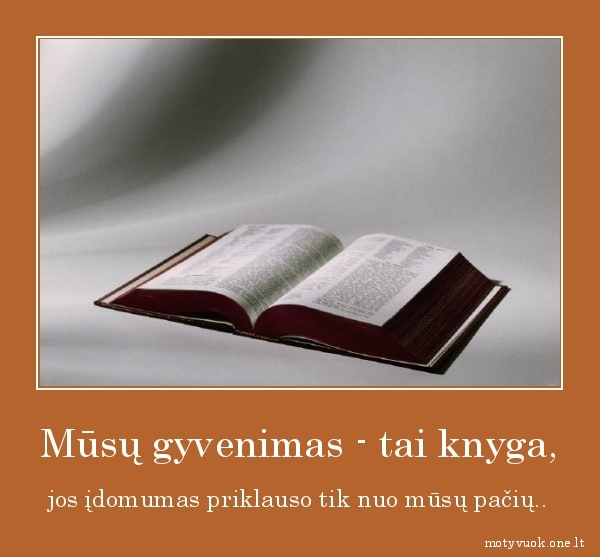 Mūsų gyvenimas - tai knyga,
jos įdomumas priklauso tik nuo mūsų pačių..
motyvuok.one.lt